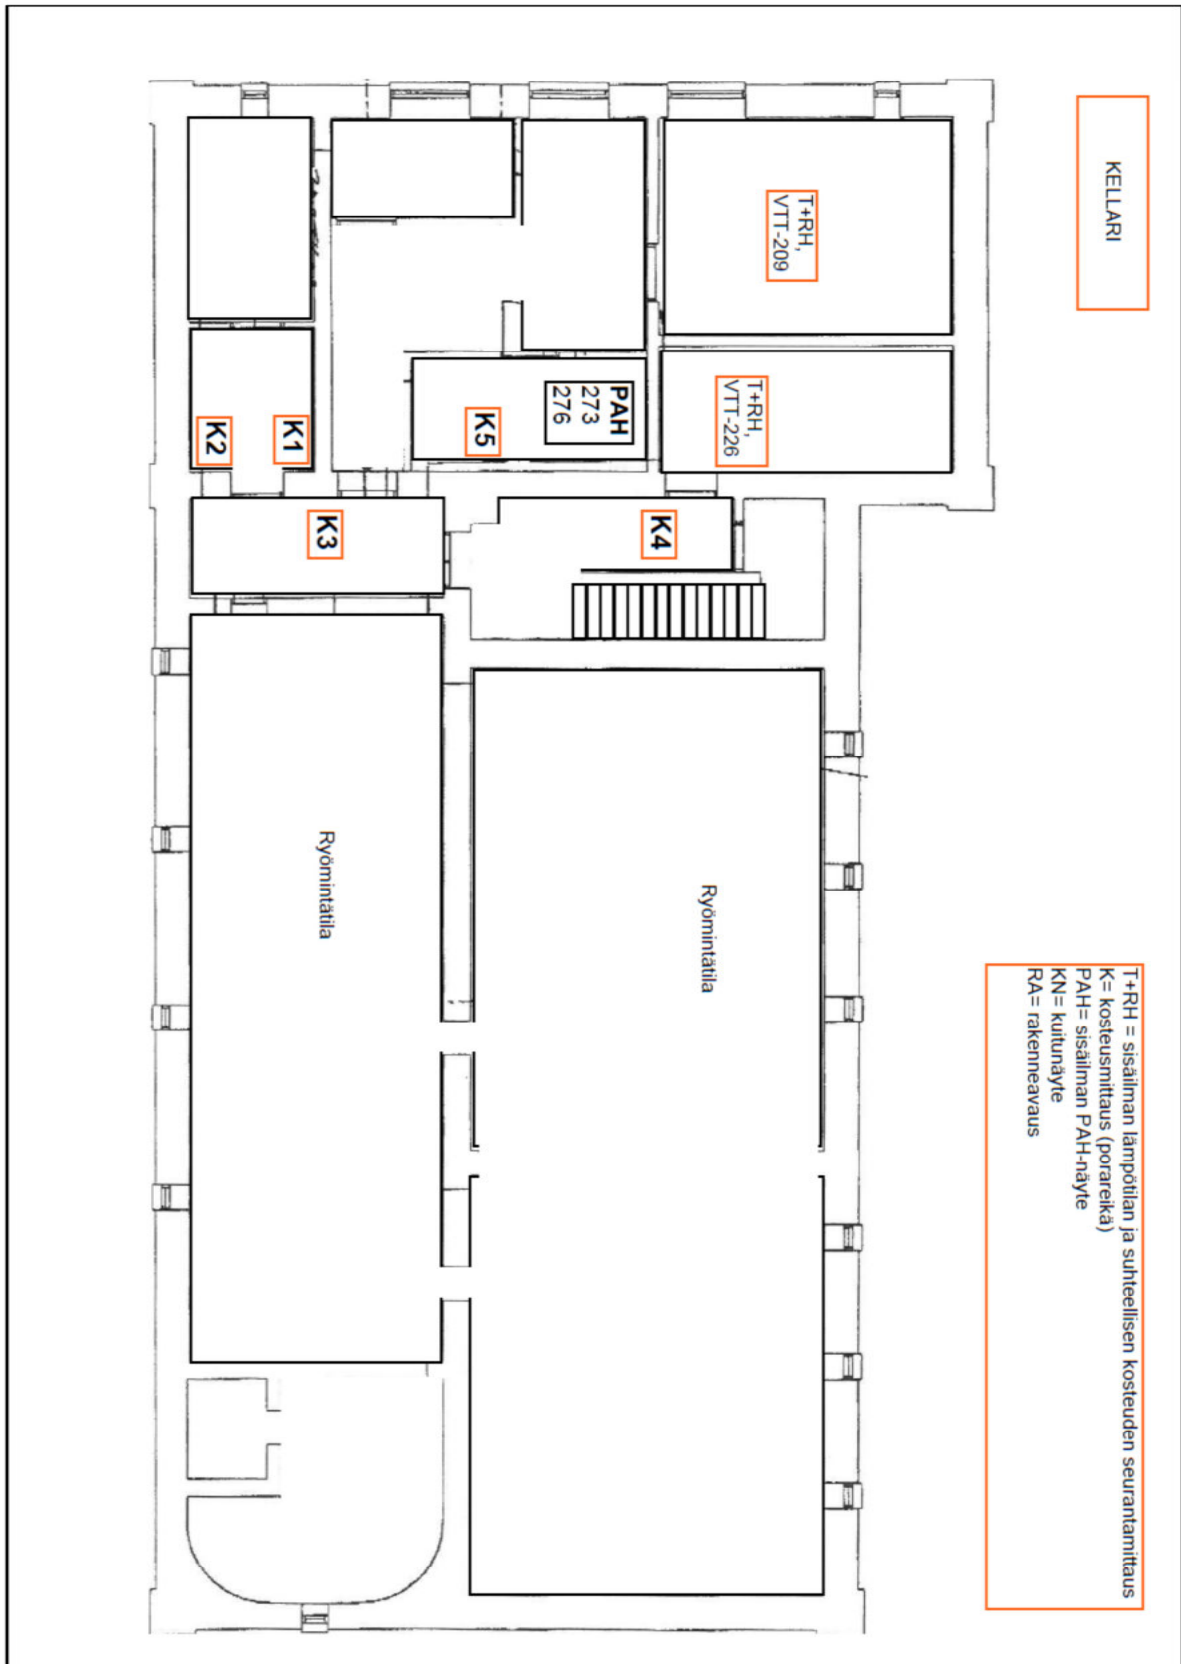 KELLARI
T+RH = sisäilman lämpötilan ja suhteellisen kosteuden seurantamittaus
K= kosteusmittaus (porareikä)
PAH= sisäilman PAH-näyte
KN= kuitunäyte
RA= rakenneavaus
T+RH,
VTT-209
T+RH,
VTT-226
PAH
273
276
K5
K1
K2
K4
K3
Ryömintätila
Ryömintätila